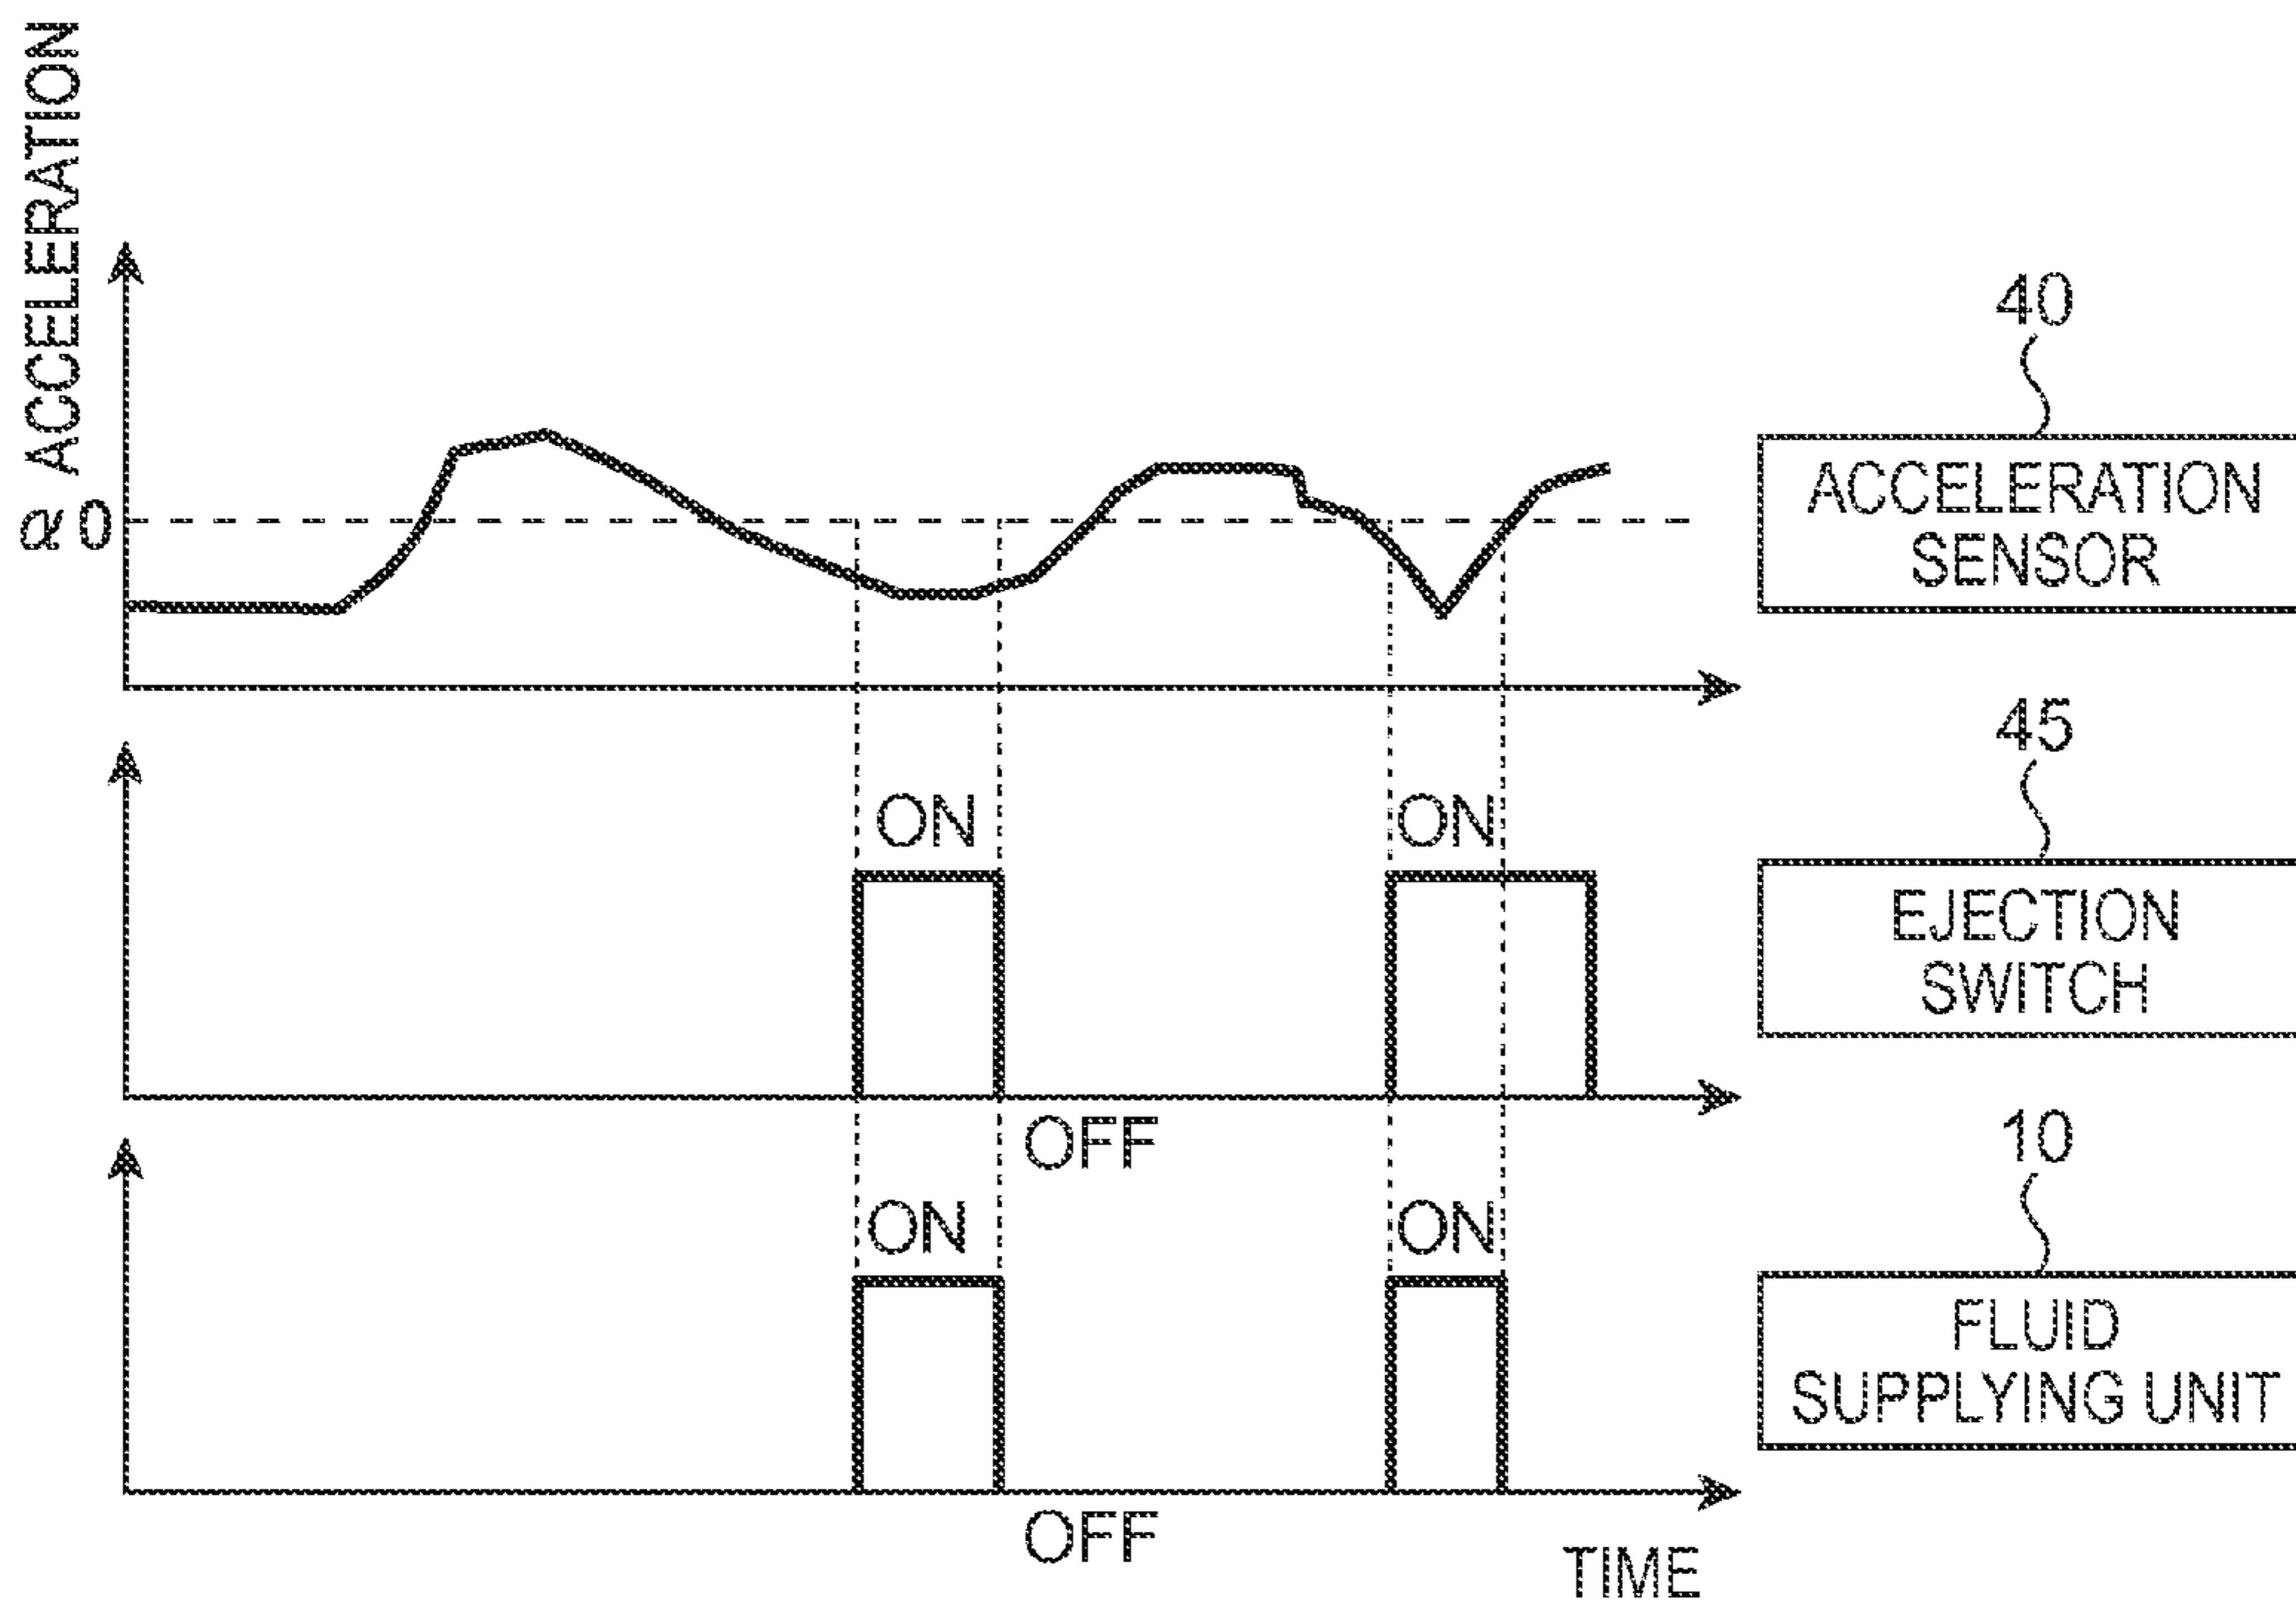 ACCELERATION
α0
40
ACCELERATION
SENSOR
45
ON ON
EJECTION
SWITCH
OFF
10
ON ON
FLUID
SUPPLYING UNIT
OFF
TIME